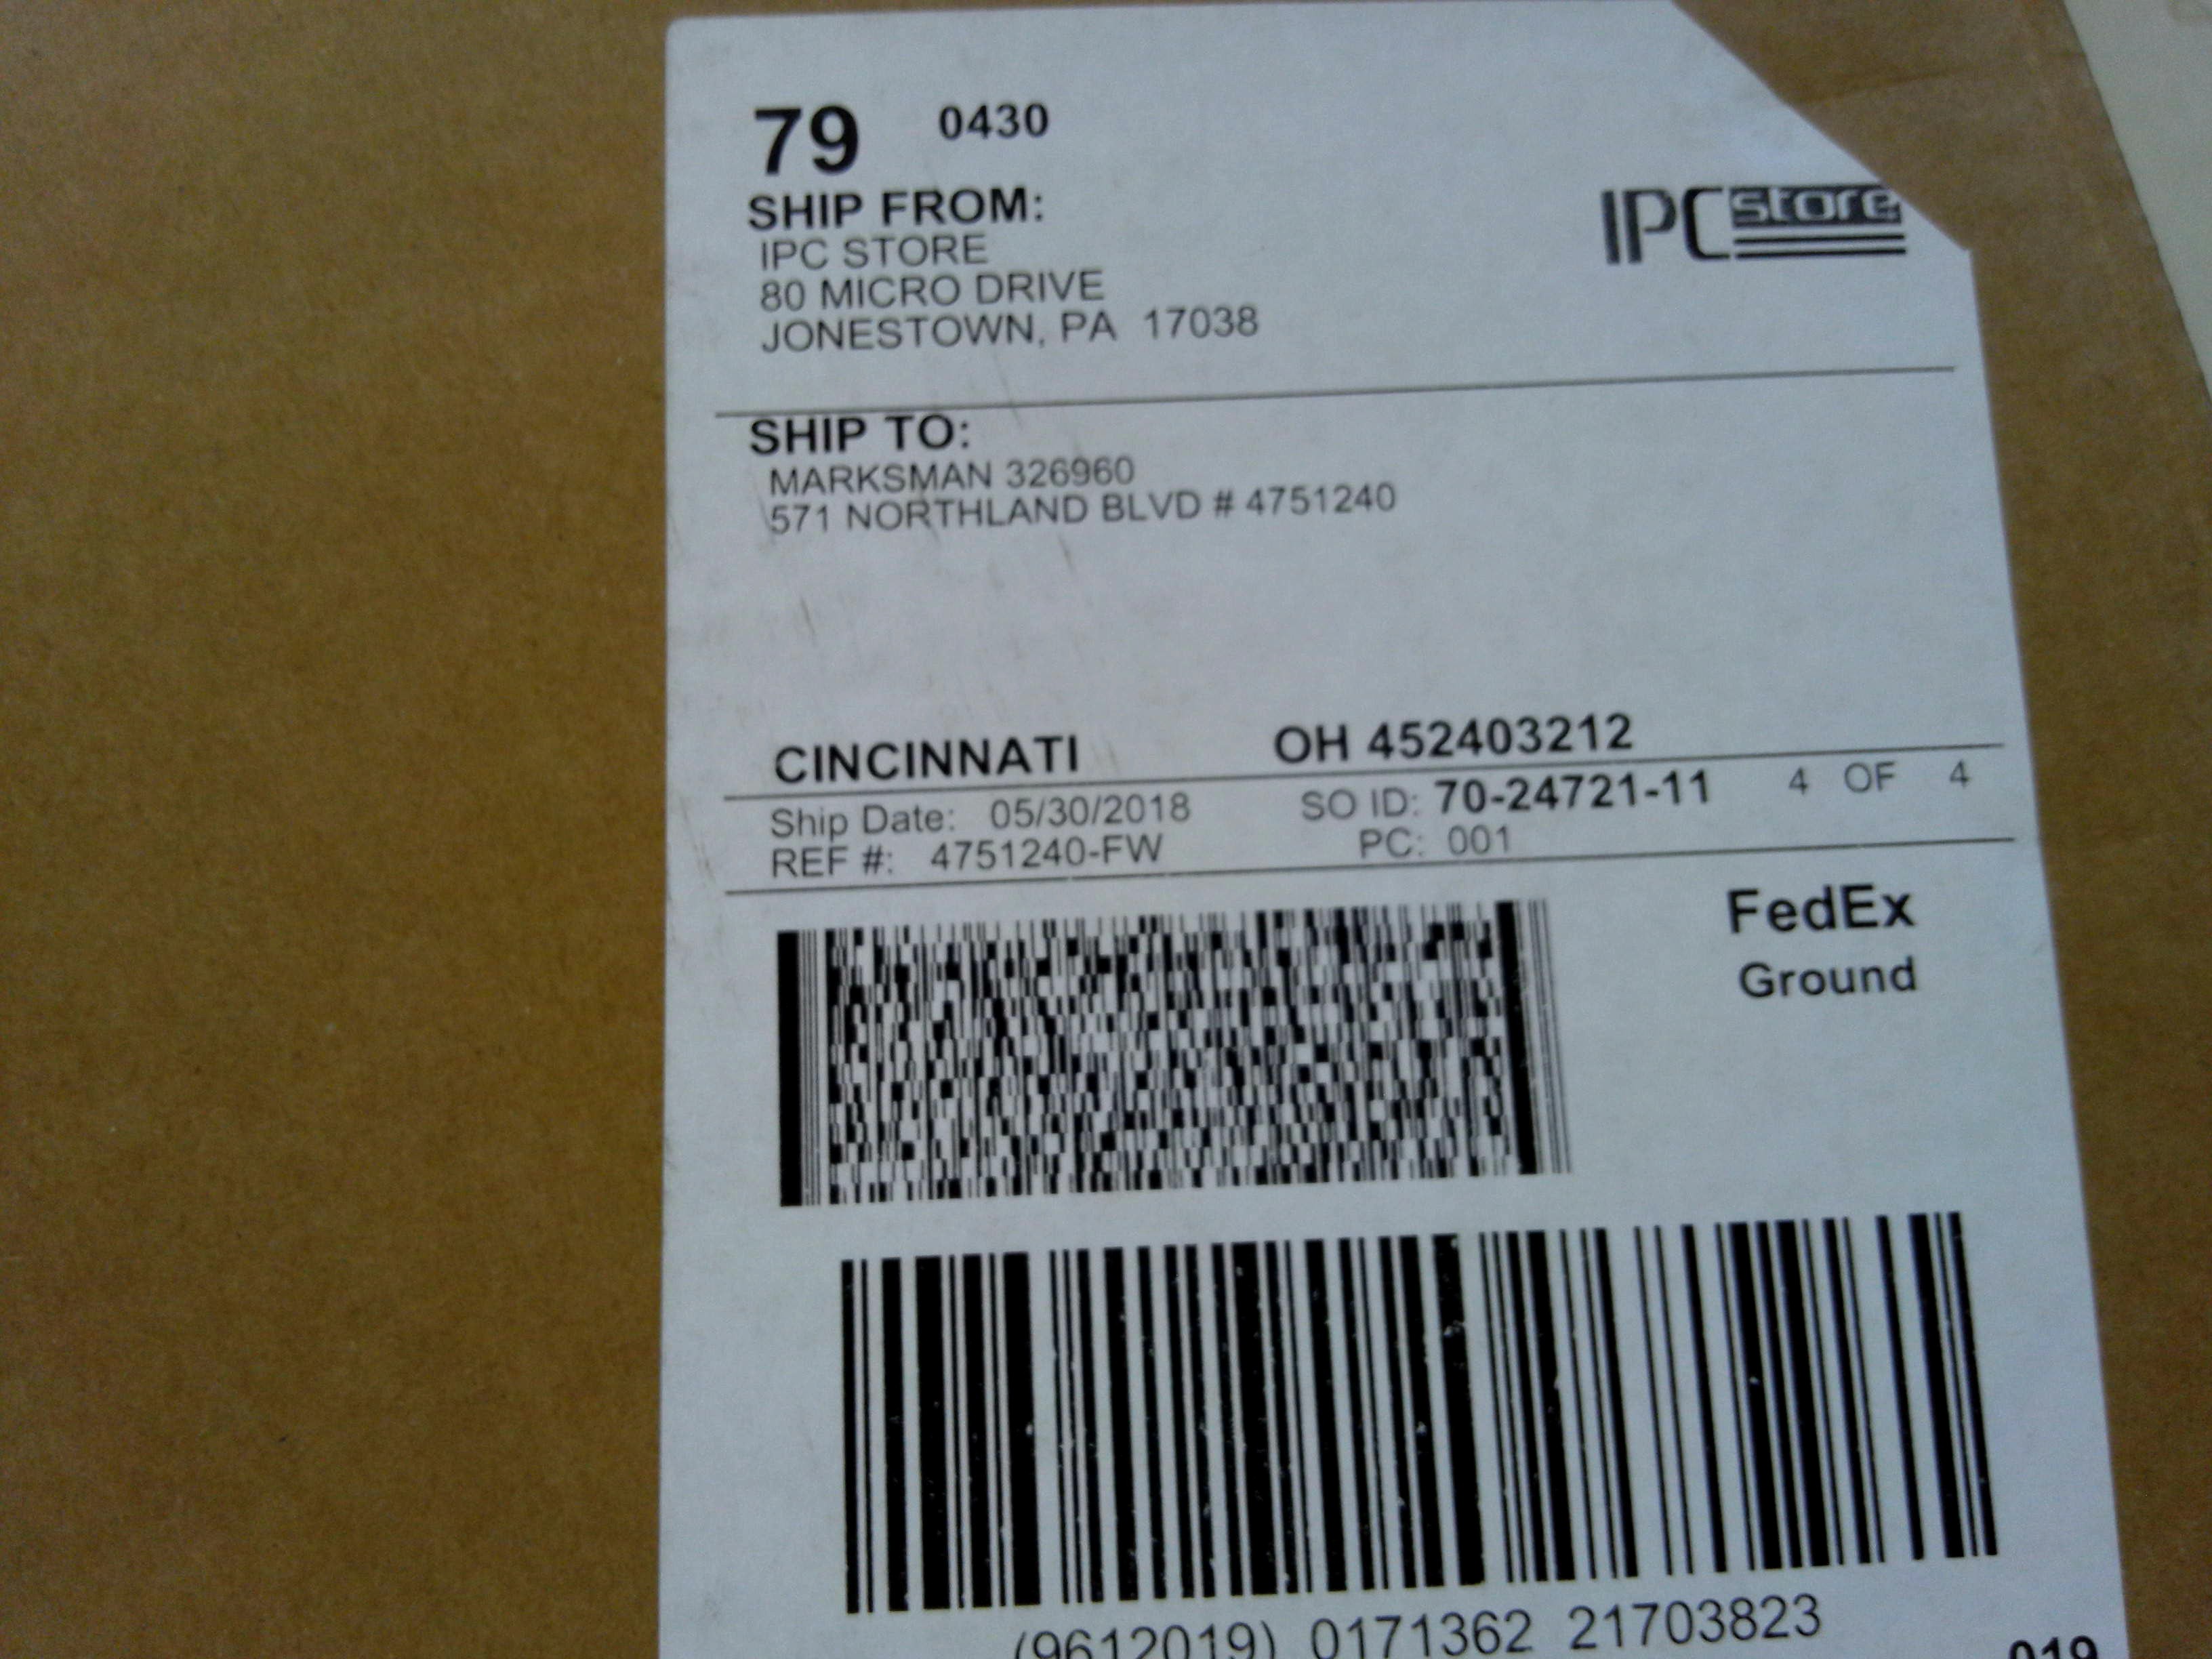 79 0430
SHIP FROM:
IPC STORE
80 MICRO DRIVE
JONESTOWN, PA 17038
IPC store
SHIP TO:
MARKSMAN 326960
571 NORTHLAND BLVD # 4751240
CINCINNATI OH 452403212
Ship Date: 05/30/2018 SO ID: 70-24721-11 4 OF 4
REF #: 4751240-FW PC: 001
FedEx
Ground
(9612019) 0171362 21703823
019